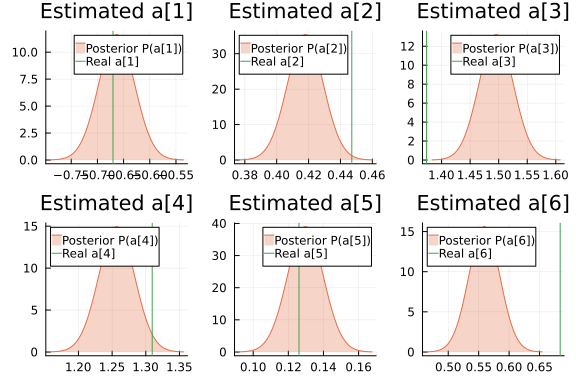 Estimated a[1] Estimated a[2] Estimated a[3]
Posterior P(a[1])
Real a[1]
Posterior P(a[2])
Real a[2]
Posterior P(a[3])
Real a[3]
10.0
7.5
5.0
2.5
0.0
30
20
10
0
12
10
8
6
4
2
0
−0.75 −0.70 −0.65 −0.60 −0.55
0.38 0.40 0.42 0.44 0.46
1.40 1.45 1.50 1.55 1.60
Estimated a[4] Estimated a[5] Estimated a[6]
Posterior P(a[4])
Real a[4]
Posterior P(a[5])
Real a[5]
Posterior P(a[6])
Real a[6]
15
10
5
0
40
30
20
10
0
15
10
5
0
1.20 1.25 1.30 1.35
0.10 0.12 0.14 0.16
0.50 0.55 0.60 0.65